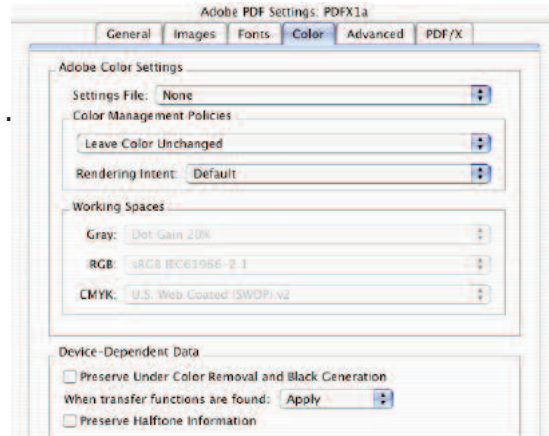 Adobe PDF Settings: PDFX1a
General Images Fonts Color Advanced PDF/X
Adobe Color Settings
Settings File: None
Color Management Policies
Leave Color Unchanged
Rendering Intent: Default
Working Spaces
Gray: Dot Gain 20%
RGB: sRGB IEC61966-2.1
CMYK: U.S. Web Coated (SWOP) v2
Device-Dependent Data
Preserve Under Color Removal and Black Generation
When transfer functions are found: Apply
Preserve Halftone Information